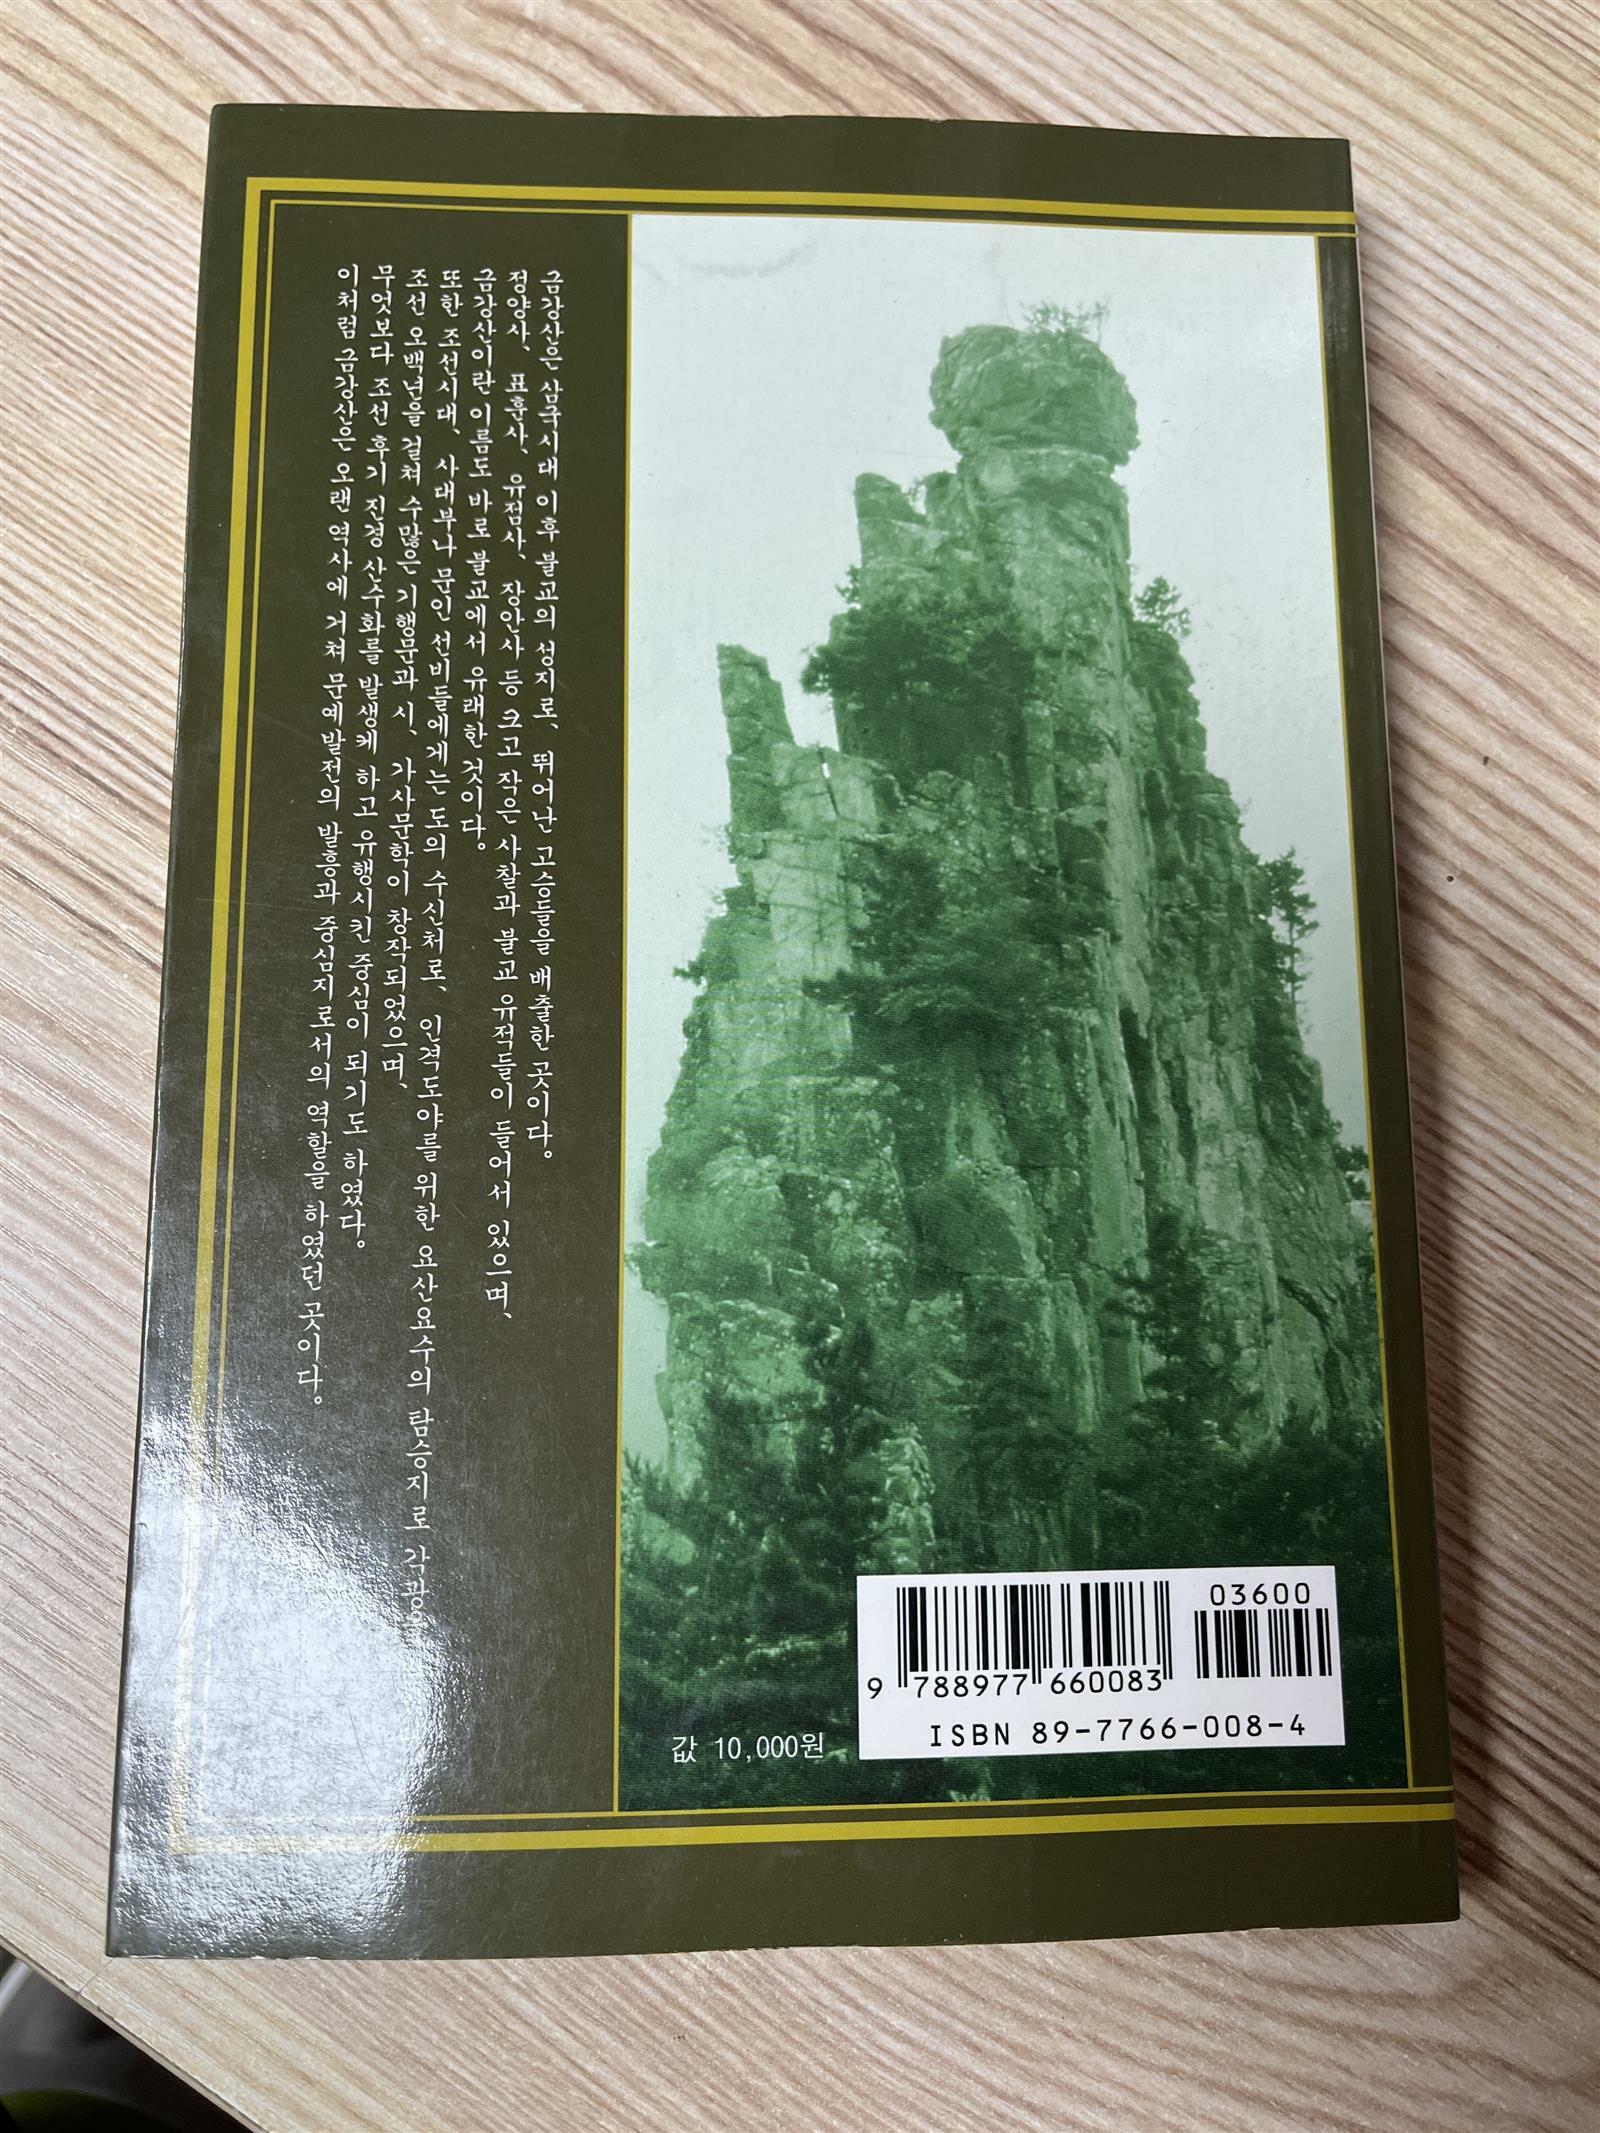 금강산은 삼국시대 이후 불교의 성지로, 뛰어난 고승들을 배출한 곳이다.
정양사, 표훈사, 유점사, 장안사 등 크고 작은 사찰과 불교 유적들이 들어서 있으며,
금강산이란 이름도 바로 불교에서 유래한 것이다.
또한 조선시대, 사대부나 문인 선비들에게는 도의 수신처로, 인격도야를 위한 요산요수의 탐승지로 각광
조선 오백년을 걸쳐 수많은 기행문과 시, 가사문학이 창작되었으며,
무엇보다 조선 후기 진경 산수화를 발생케 하고 유행시킨 중심이 되기도 하였다.
이처럼 금강산은 오랜 역사에 거쳐 문예발전의 발흥과 중심지로서의 역할을 하였던 곳이다.
03600
9 788977 660083
ISBN 89-7766-008-4
값 10,000원